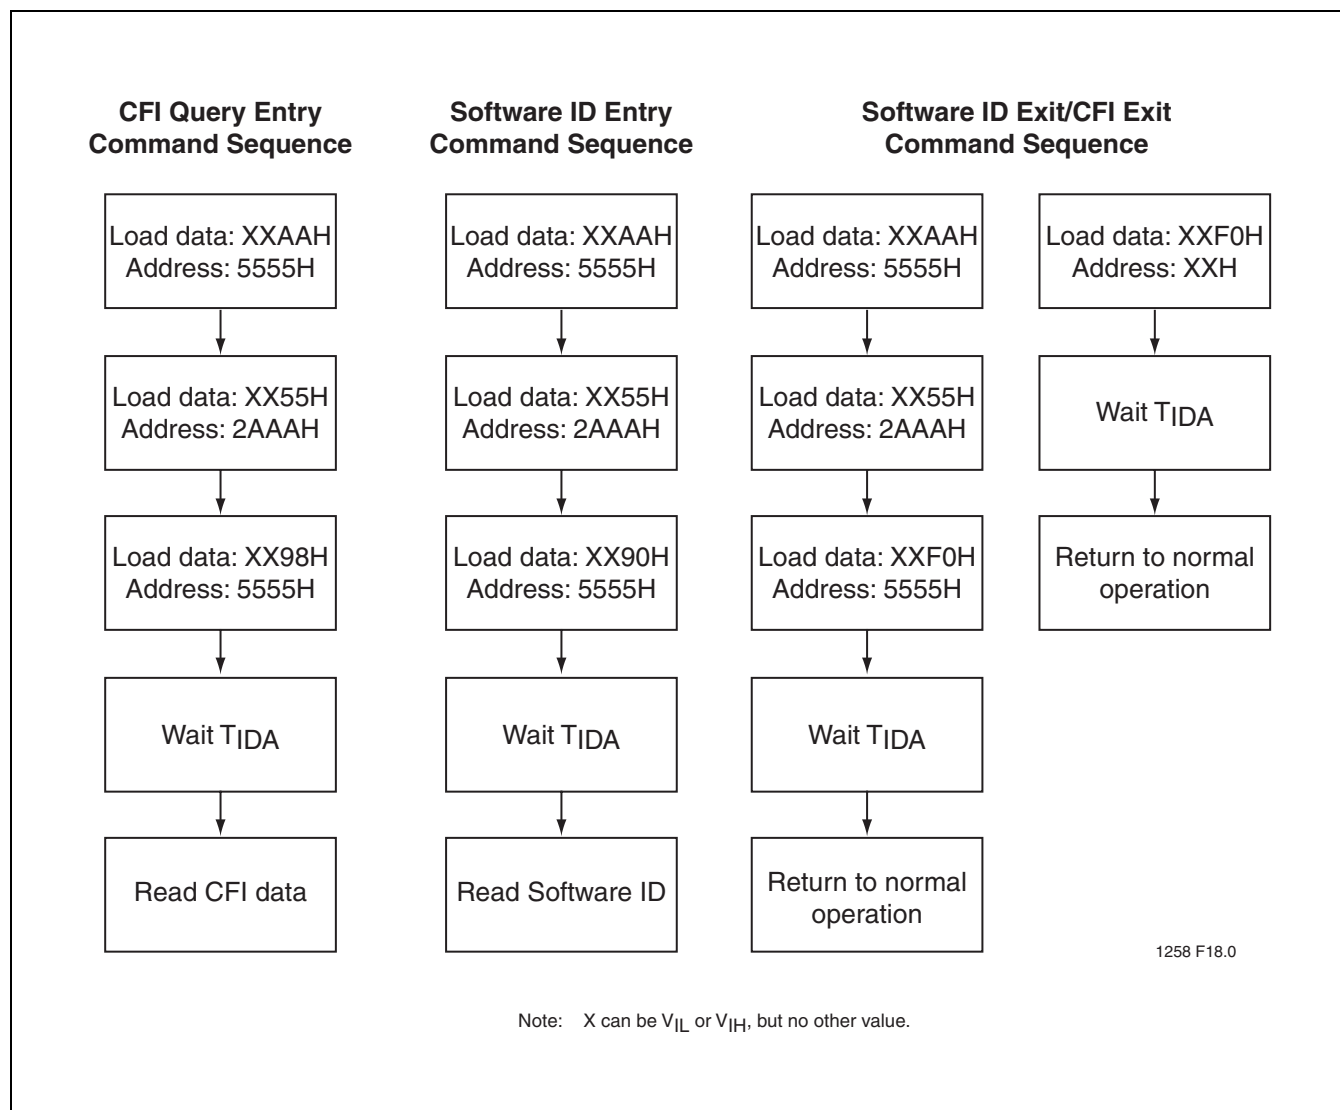 CFI Query Entry
Command Sequence
Load data: XXAAH
Address: 5555H
Load data: XX55H
Address: 2AAAH
Load data: XX98H
Address: 5555H
Wait TIDA
Read CFI data
Software ID Entry
Command Sequence
Load data: XXAAH
Address: 5555H
Load data: XX55H
Address: 2AAAH
Load data: XX90H
Address: 5555H
Wait TIDA
Read Software ID
Software ID Exit/CFI Exit
Command Sequence
Load data: XXAAH
Address: 5555H
Load data: XX55H
Address: 2AAAH
Load data: XXF0H
Address: 5555H
Wait TIDA
Return to normal
operation
Load data: XXF0H
Address: XXH
Wait TIDA
Return to normal
operation
1258 F18.0
Note: X can be VIL or VIH, but no other value.